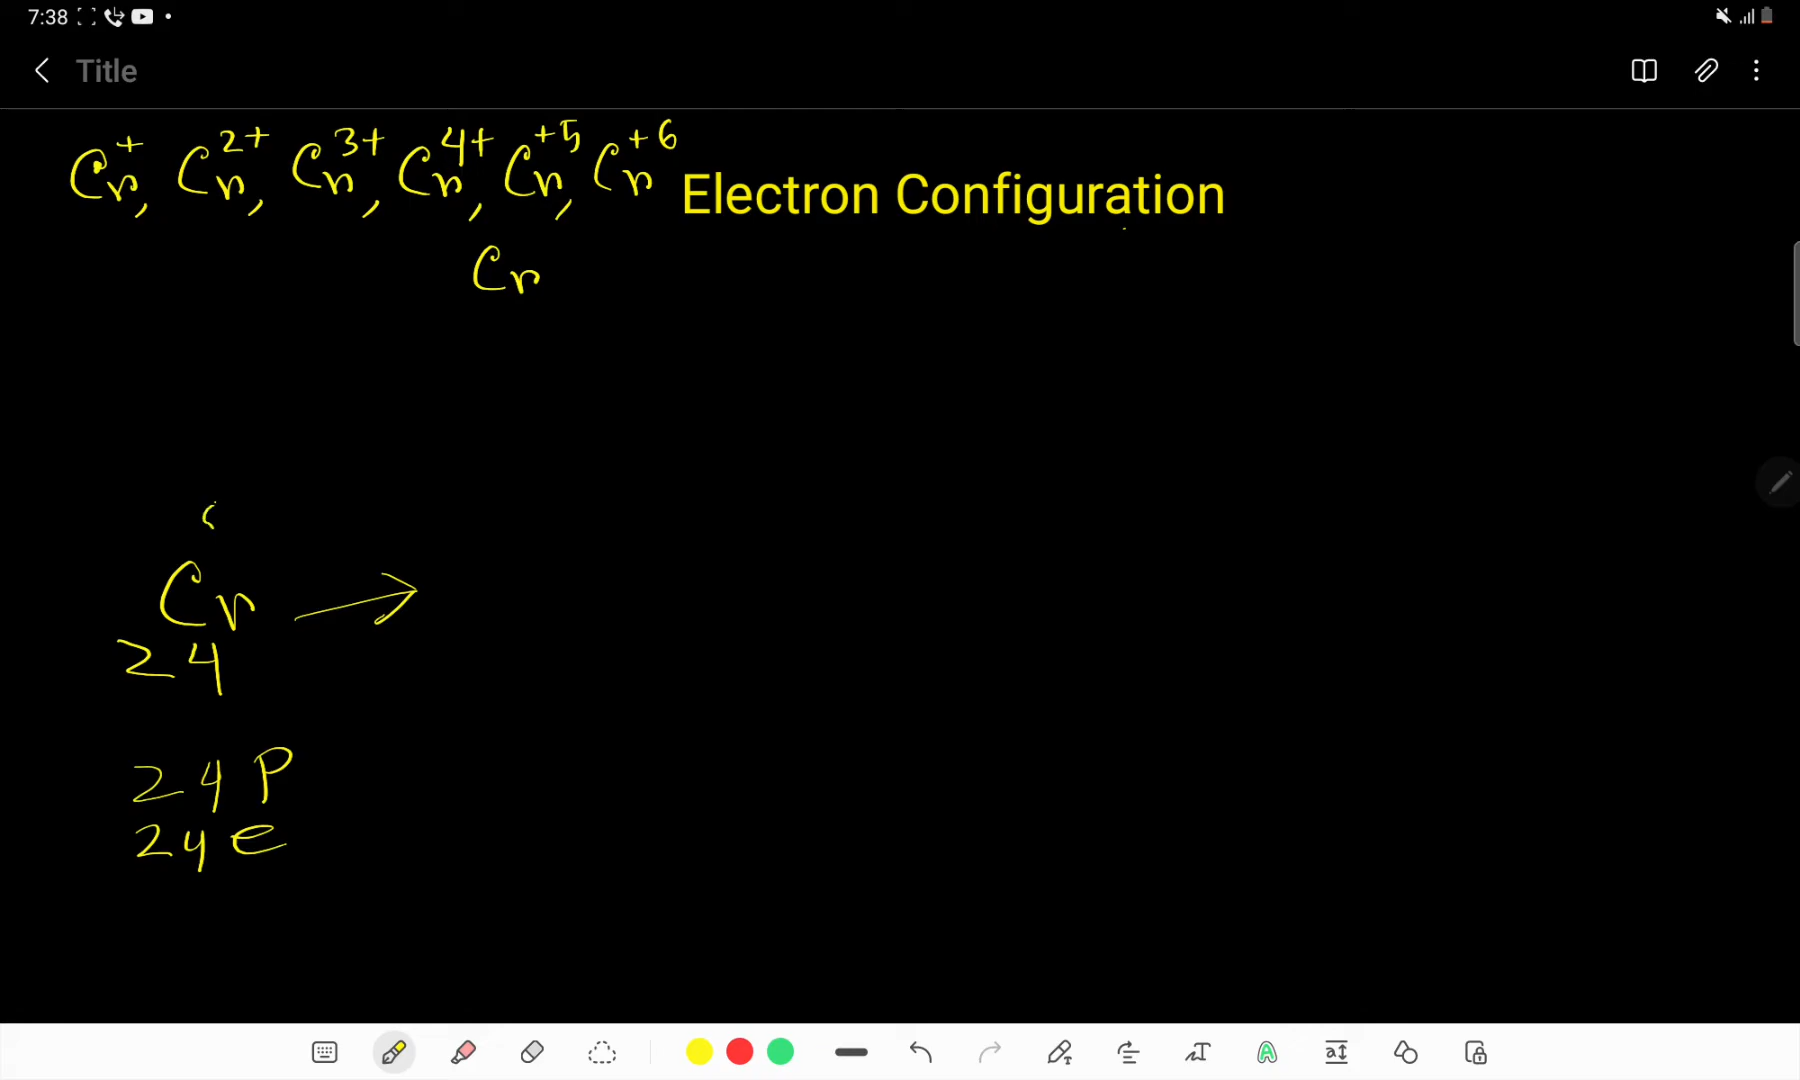 7:38
Title
Cr+, Cr2+, Cr3+, Cr4+, Cr+5, Cr+6 Electron Configuration
Cr
Cr
24
24 P
24 e